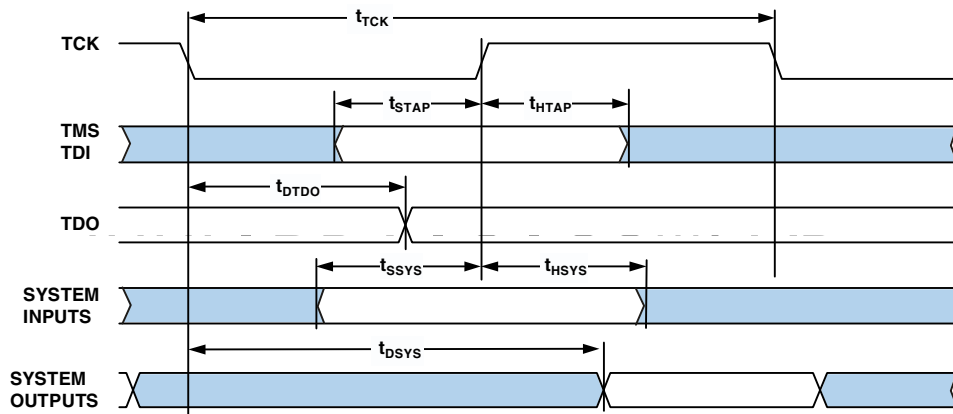 tTCK
TCK
tSTAP
tHTAP
TMS
TDI
tDTDO
TDO
tSSYS
tHSYS
SYSTEM
INPUTS
tDSYS
SYSTEM
OUTPUTS